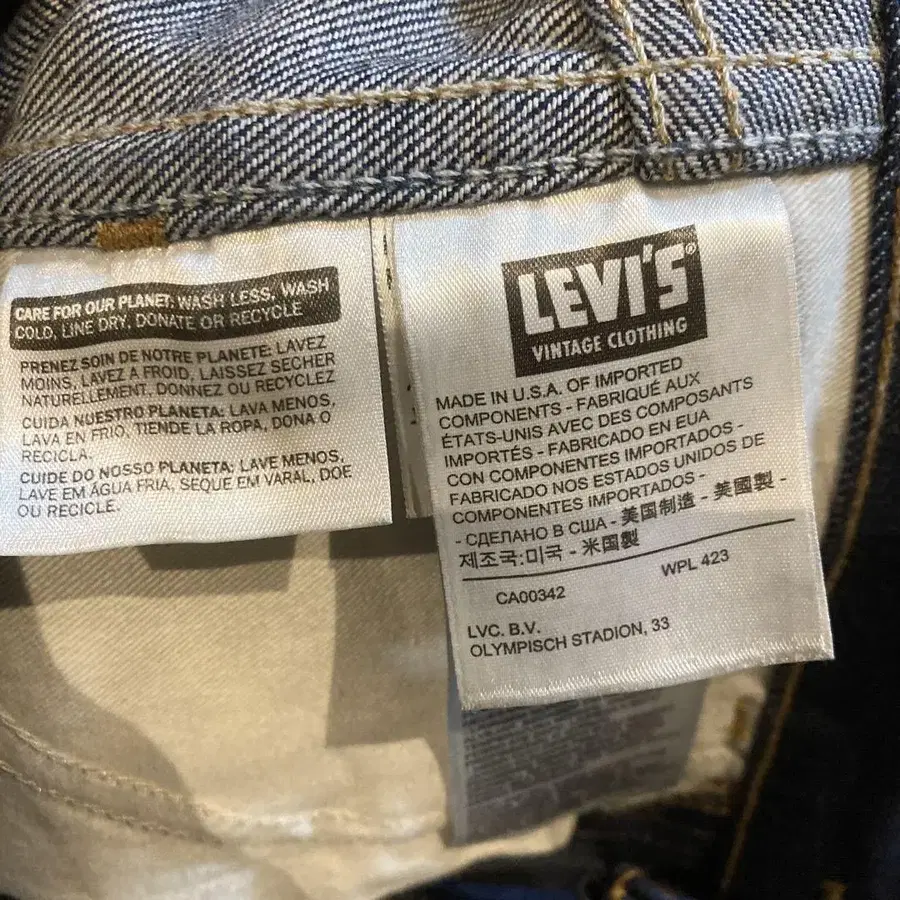 CARE FOR OUR PLANET: WASH LESS, WASH
COLD, LINE DRY, DONATE OR RECYCLE
PRENEZ SOIN DE NOTRE PLANETE: LAVEZ
MOINS, LAVEZ A FROID, LAISSEZ SECHER
NATURELLEMENT, DONNEZ OU RECYCLEZ
CUIDA NUESTRO PLANETA: LAVA MENOS,
LAVA EN FRIO, TIENDE LA ROPA, DONA O
RECICLA.
CUIDE DO NOSSO PLANETA: LAVE MENOS,
LAVE EM ÁGUA FRIA, SEQUE EM VARAL, DOE
OU RECICLE.
LEVI'S®
VINTAGE CLOTHING
MADE IN U.S.A. OF IMPORTED
COMPONENTS - FABRIQUÉ AUX
ÉTATS-UNIS AVEC DES COMPOSANTS
IMPORTÉS - FABRICADO EN EUA
CON COMPONENTES IMPORTADOS -
FABRICADO NOS ESTADOS UNIDOS DE
COMPONENTES IMPORTADOS -
- СДЕЛАНО В США - 美国制造 - 美國製 -
제조국:미국 - 米国製
WPL 423
CA00342
LVC. B.V.
OLYMPISCH STADION, 33